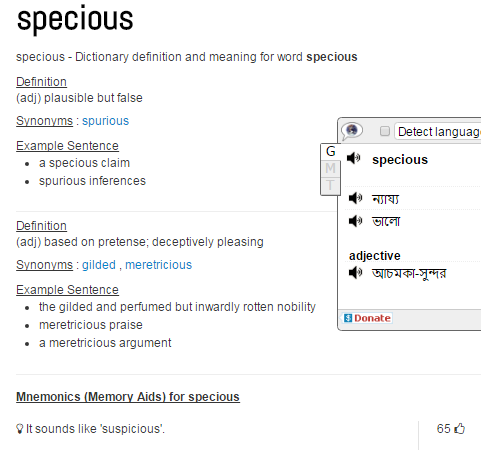 specious
specious - Dictionary definition and meaning for word specious
Definition
(adj) plausible but false
Synonyms : spurious
Example Sentence
a specious claim
spurious inferences
Definition
(adj) based on pretense; deceptively pleasing
Synonyms : gilded , meretricious
Example Sentence
the gilded and perfumed but inwardly rotten nobility
meretricious praise
a meretricious argument
Detect language
G
M
T
specious
ন্যায্য
ভালো
adjective
আচমকা-সুন্দর
Donate
Mnemonics (Memory Aids) for specious
It sounds like 'suspicious'.
65